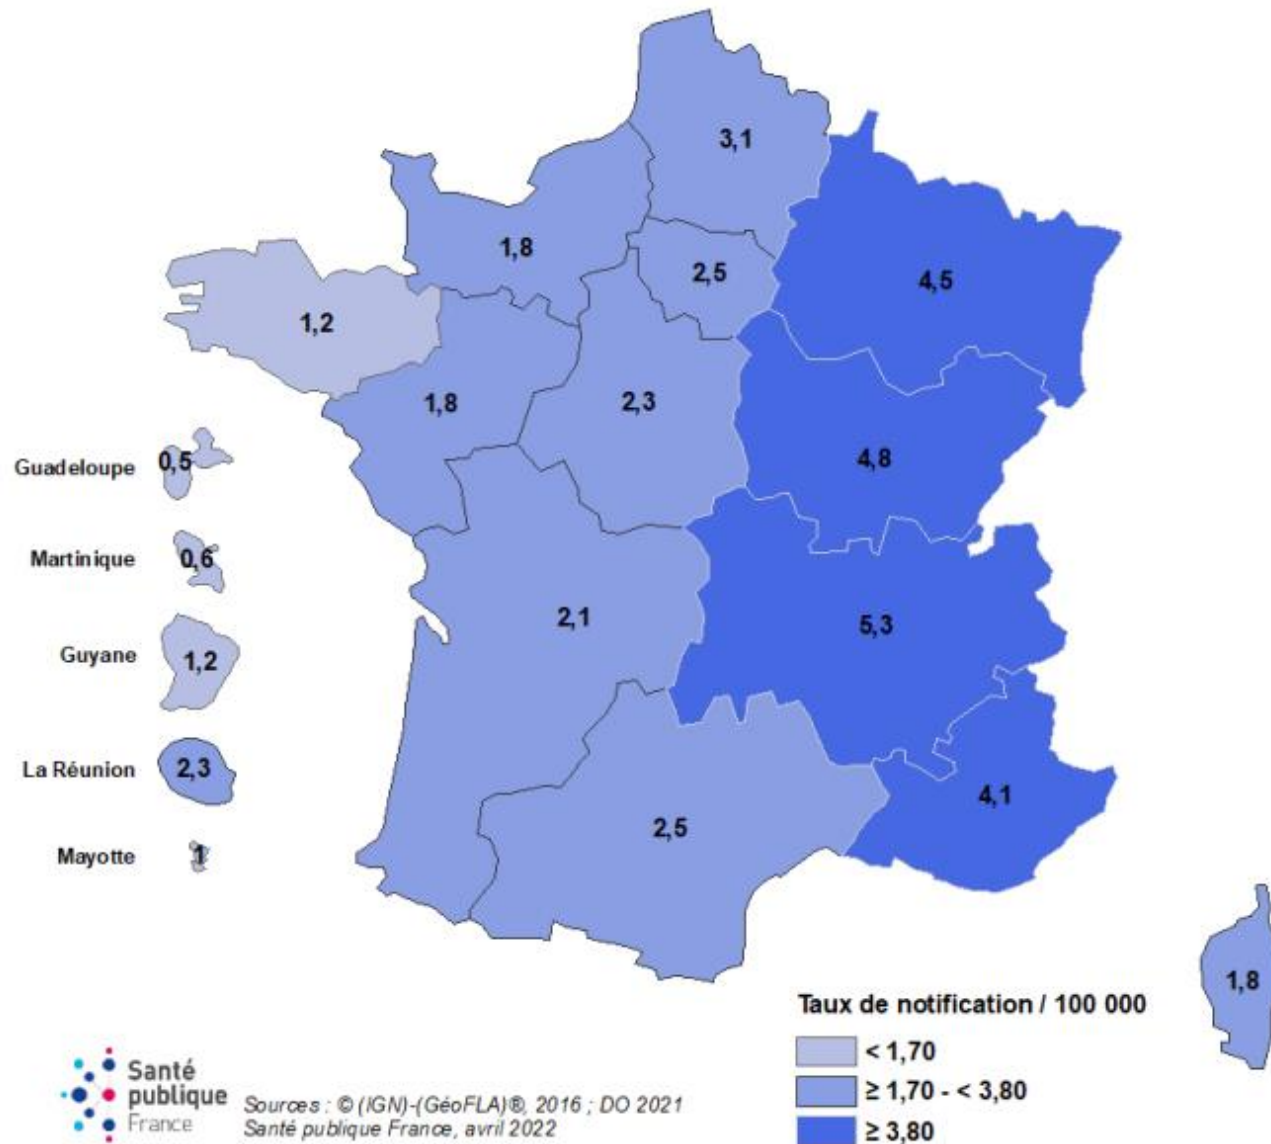 3,1
1,8
2,5
4,5
1,2
1,8
2,3
4,8
Guadeloupe 0,5
Martinique 0,6
2,1
5,3
Guyane 1,2
La Réunion 2,3
4,1
2,5
Mayotte 1
1,8
Taux de notification / 100 000
< 1,70
≥ 1,70 - < 3,80
≥ 3,80
Santé
publique
France
Sources : © (IGN)-(GéoFLA)®, 2016 ; DO 2021
Santé publique France, avril 2022